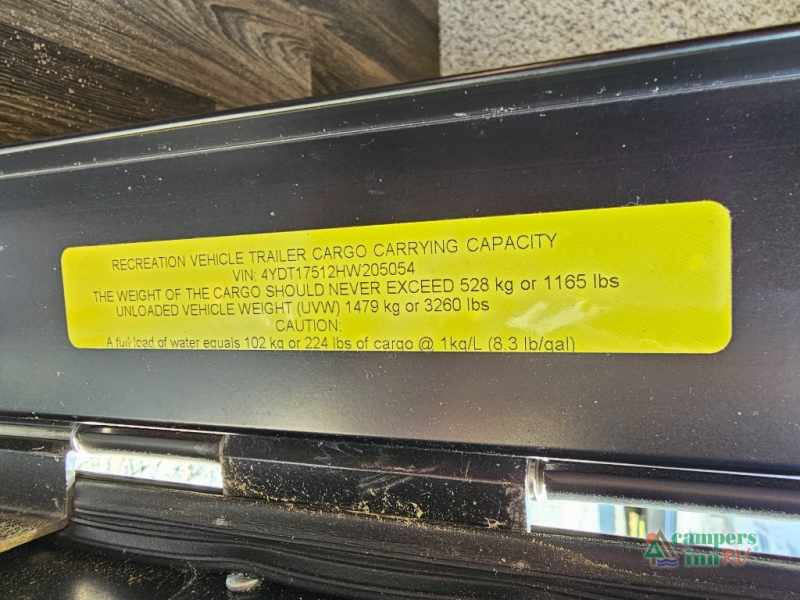 RECREATION VEHICLE TRAILER CARGO CARRYING CAPACITY
VIN: 4YDT17512HW205054
THE WEIGHT OF THE CARGO SHOULD NEVER EXCEED 528 kg or 1165 lbs
UNLOADED VEHICLE WEIGHT (UVW) 1479 kg or 3260 lbs
CAUTION:
A full load of water equals 102 kg or 224 lbs of cargo @ 1kg/L (8.3 lb/gal)
campers
inn RV